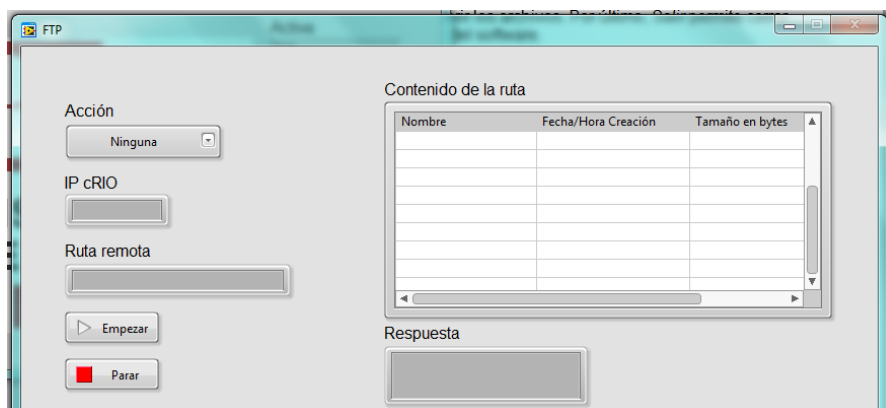 FTP
Acción
Ninguna
IP cRIO
Ruta remota
Empezar
Parar
Contenido de la ruta
Nombre Fecha/Hora Creación Tamaño en bytes
Respuesta